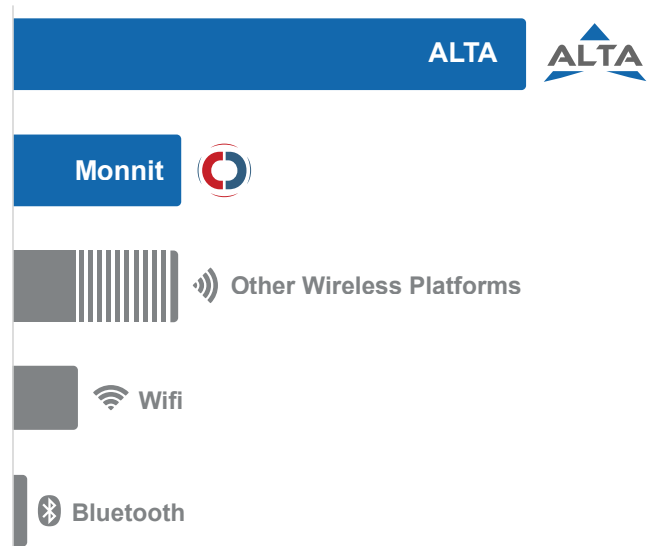 ALTA
ALTA
Monnit
Other Wireless Platforms
Wifi
Bluetooth